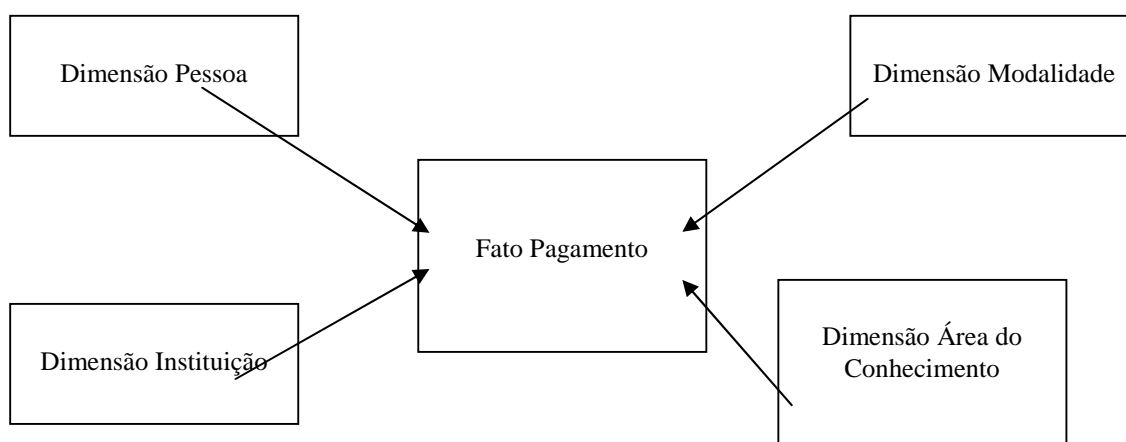 Dimensão Pessoa
Dimensão Modalidade
Fato Pagamento
Dimensão Instituição
Dimensão Área do
Conhecimento